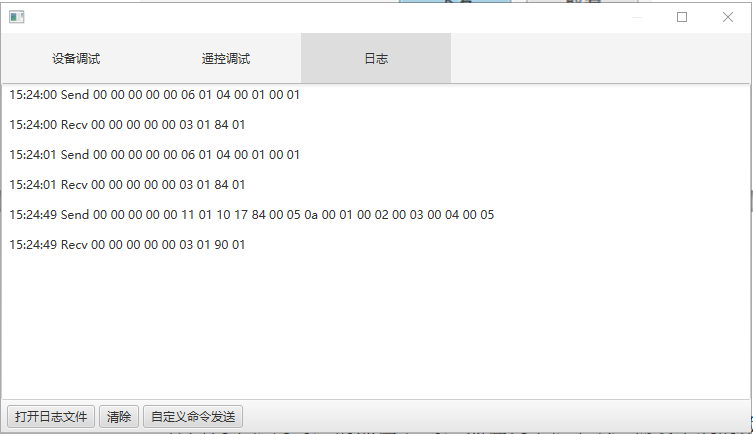 设备调试 遥控调试 日志
15:24:00 Send 00 00 00 00 00 06 01 04 00 01 00 01
15:24:00 Recv 00 00 00 00 00 03 01 84 01
15:24:01 Send 00 00 00 00 00 06 01 04 00 01 00 01
15:24:01 Recv 00 00 00 00 00 03 01 84 01
15:24:49 Send 00 00 00 00 00 11 01 10 17 84 00 05 0a 00 01 00 02 00 03 00 04 00 05
15:24:49 Recv 00 00 00 00 00 03 01 90 01
打开日志文件 清除 自定义命令发送